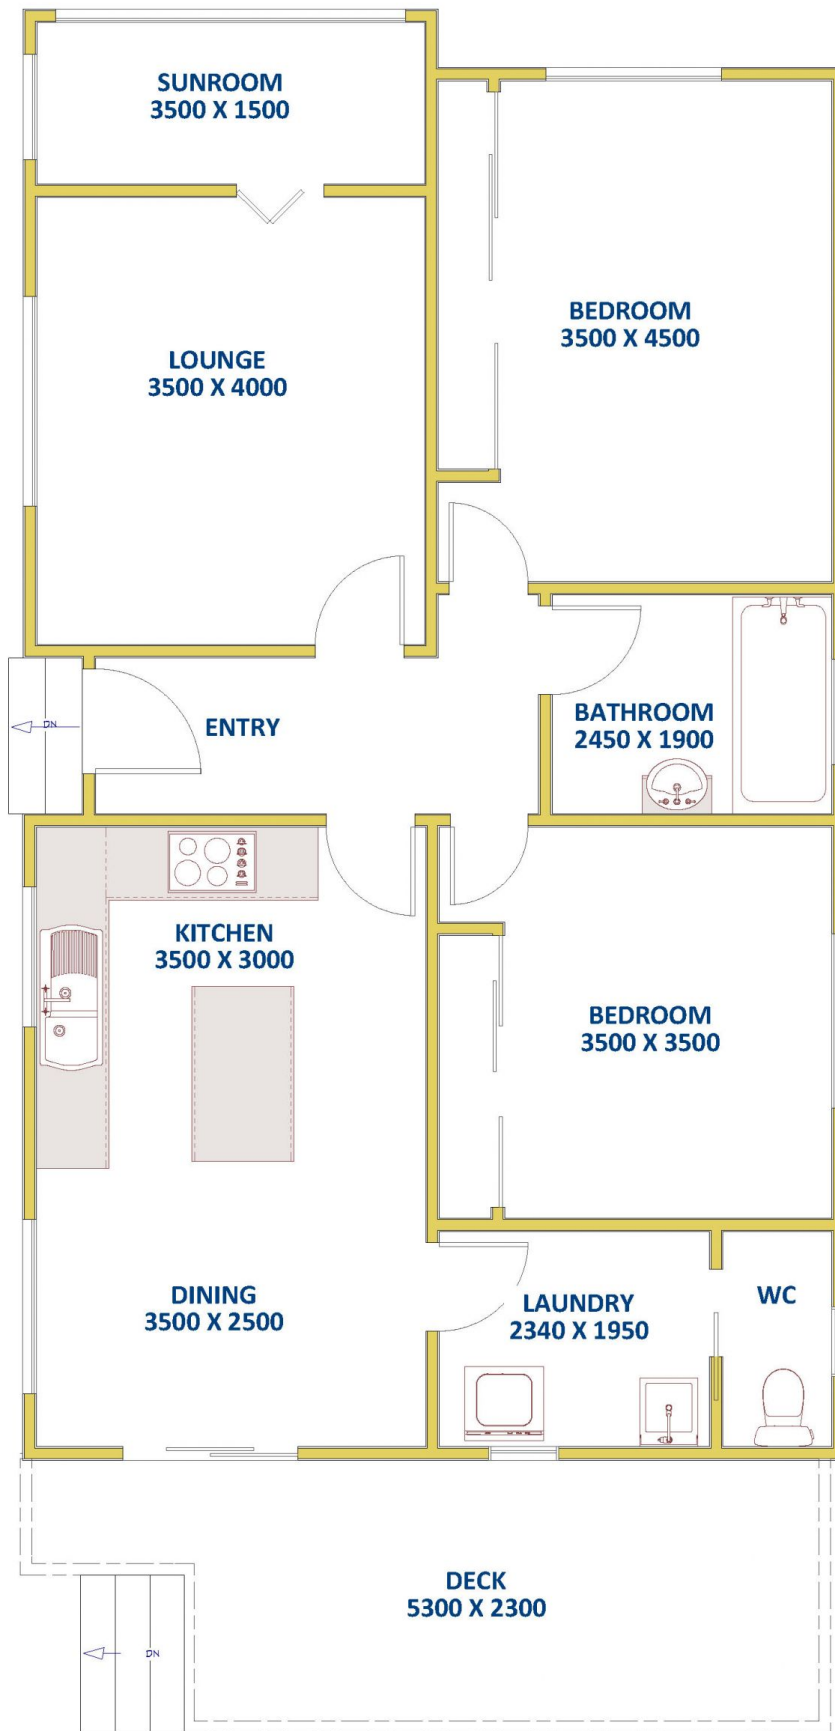 SUNROOM
3500 X 1500
BEDROOM
3500 X 4500
LOUNGE
3500 X 4000
ENTRY
DN
BATHROOM
2450 X 1900
KITCHEN
3500 X 3000
BEDROOM
3500 X 3500
DINING
3500 X 2500
LAUNDRY
2340 X 1950
WC
DECK
5300 X 2300
DN